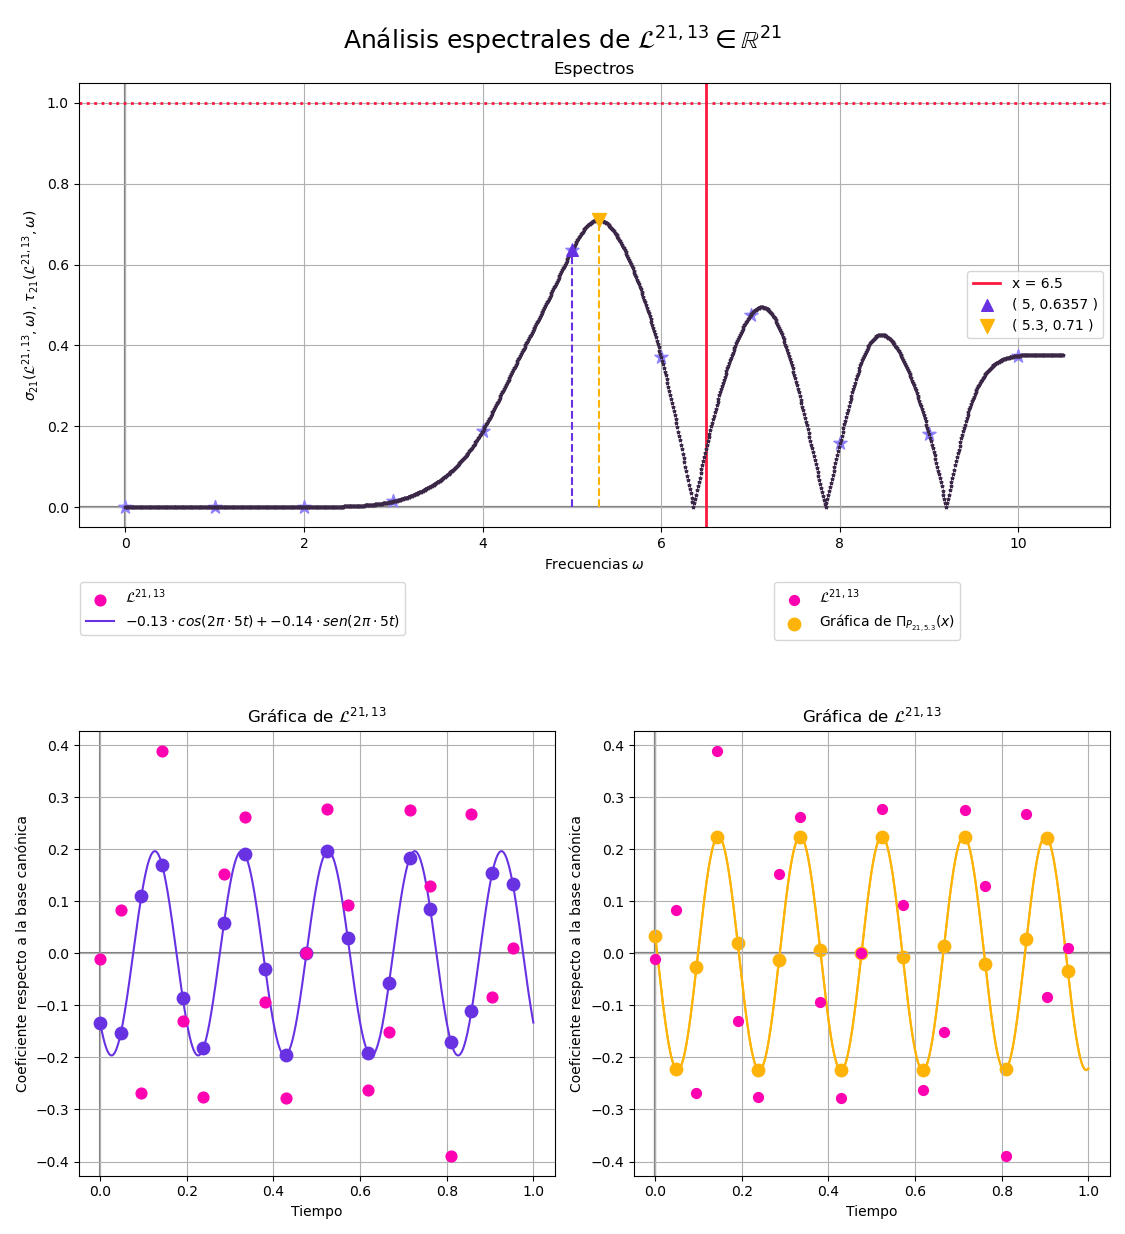 Análisis espectrales de ℒ^{21,13} ∈ ℝ^{21}
Espectros
1.0
0.8
0.6
0.4
0.2
0.0
σ_{21}(ℒ^{21,13}, ω), τ_{21}(ℒ^{21,13}, ω)
x = 6.5
( 5, 0.6357 )
( 5.3, 0.71 )
0 2 4 6 8 10
Frecuencias ω
ℒ^{21,13}
−0.13 · cos(2π · 5t) + −0.14 · sen(2π · 5t)
ℒ^{21,13}
Gráfica de Π_{P_{21,5.3}}(x)
Gráfica de ℒ^{21,13}
0.4
0.3
0.2
0.1
0.0
−0.1
−0.2
−0.3
−0.4
Coeficiente respecto a la base canónica
0.0 0.2 0.4 0.6 0.8 1.0
Tiempo
Gráfica de ℒ^{21,13}
0.4
0.3
0.2
0.1
0.0
−0.1
−0.2
−0.3
−0.4
Coeficiente respecto a la base canónica
0.0 0.2 0.4 0.6 0.8 1.0
Tiempo